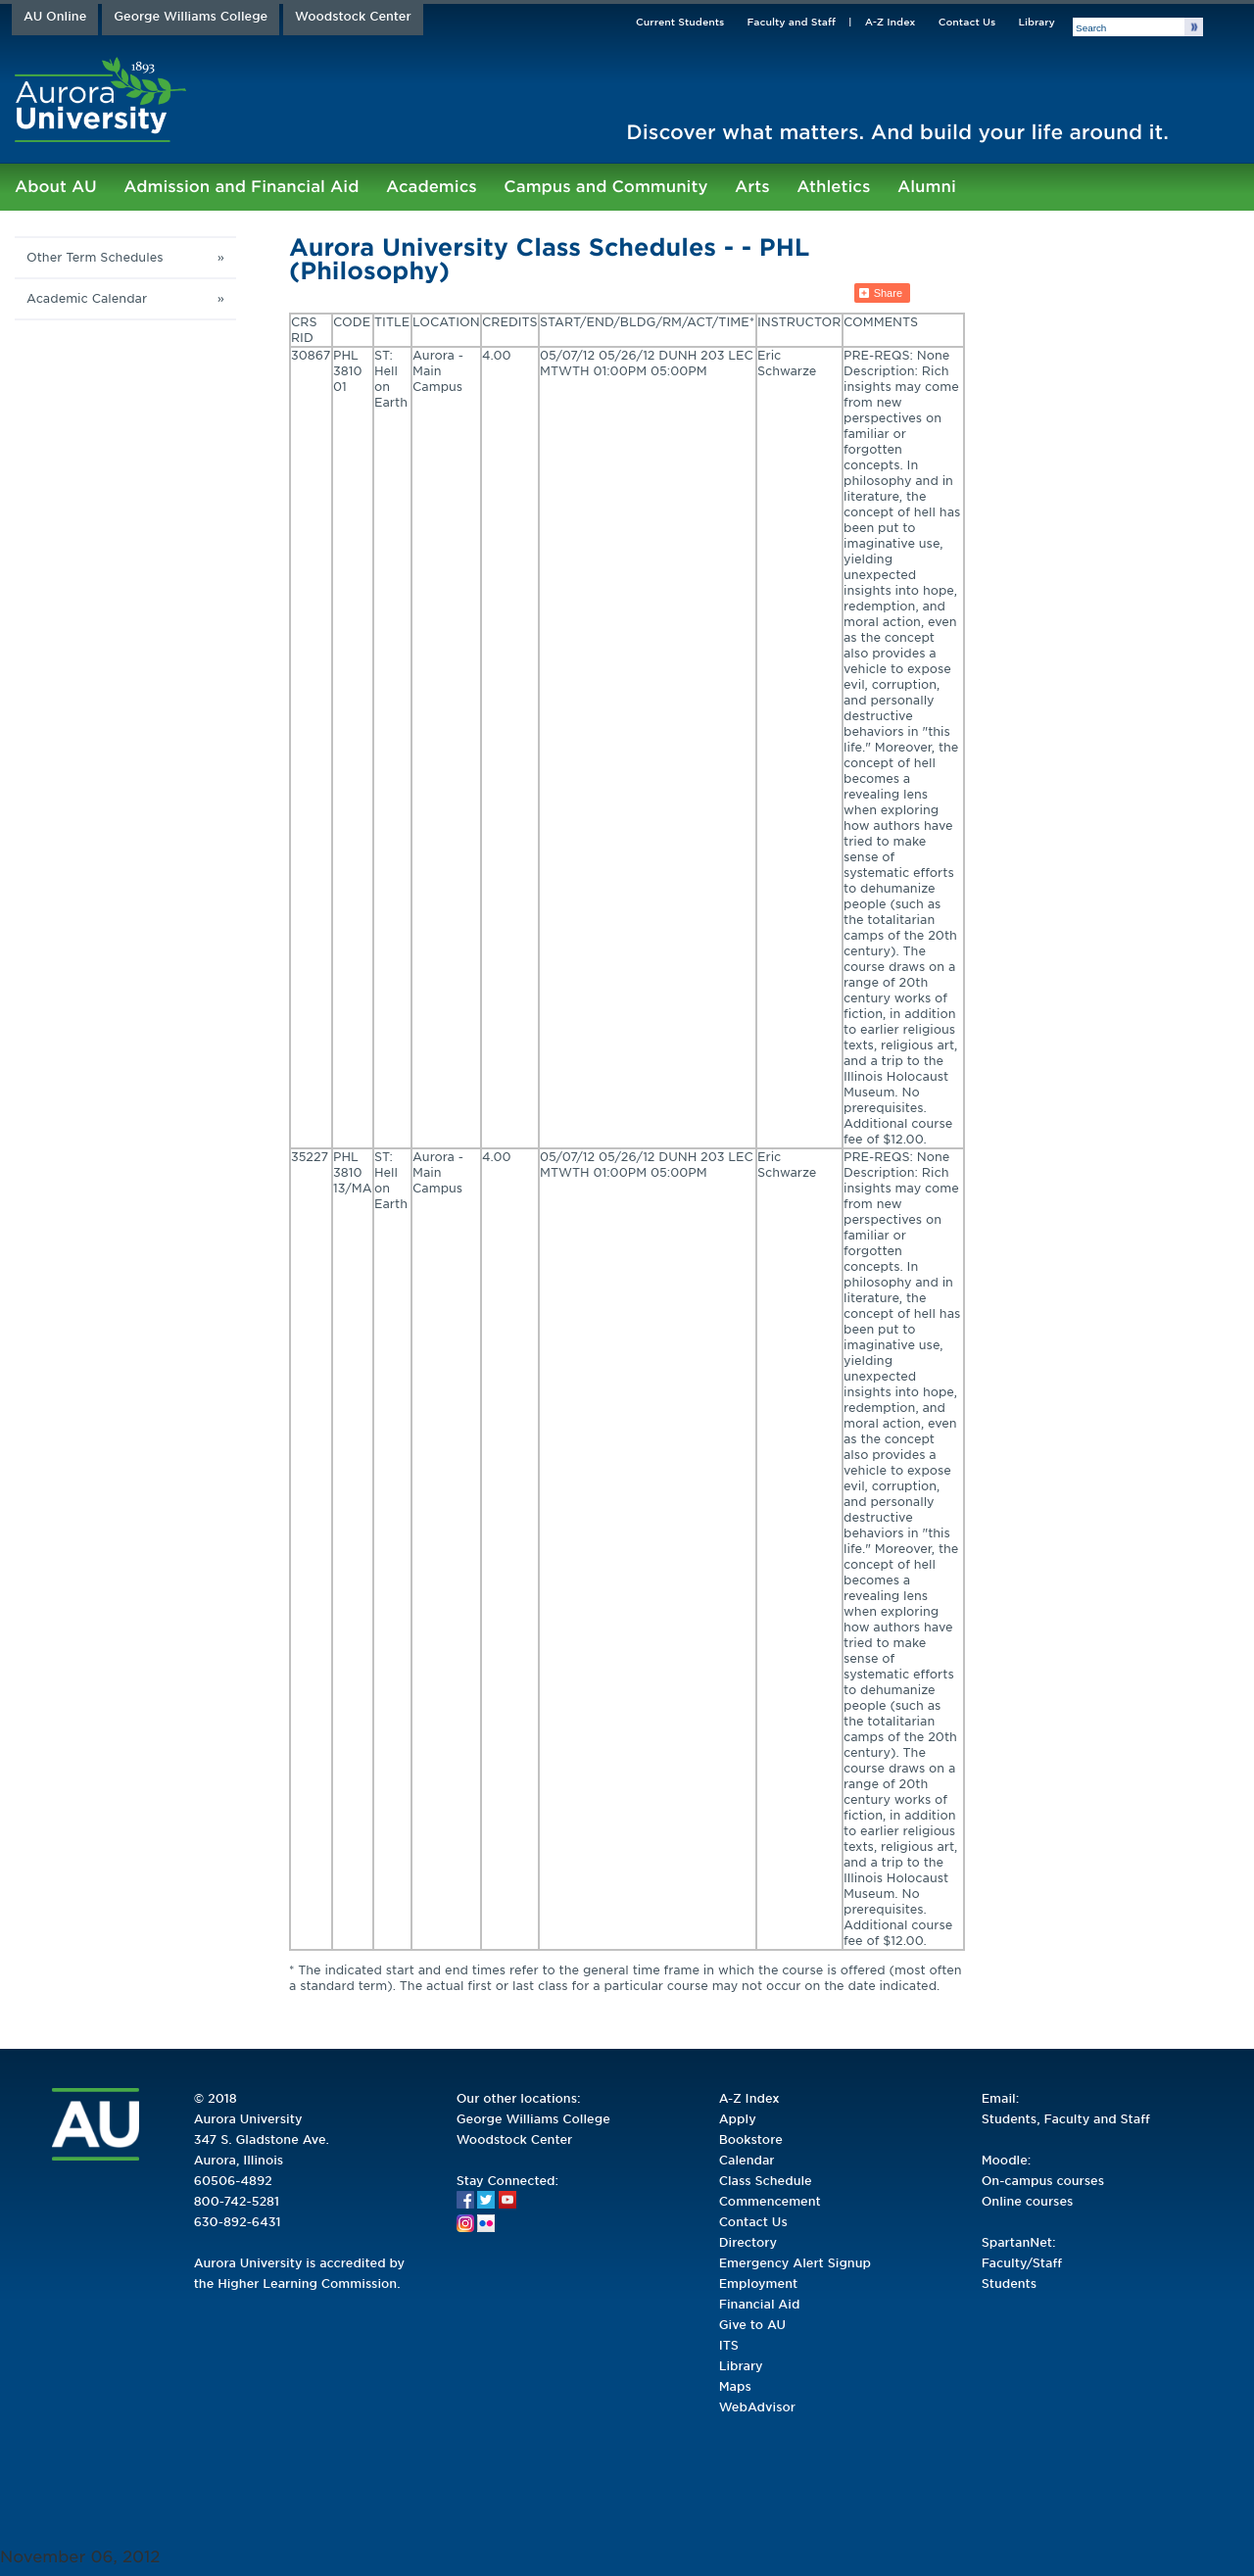 AU Online George Williams College Woodstock Center
Current Students Faculty and Staff | A-Z Index Contact Us Library Search
1893
Aurora
University
Discover what matters. And build your life around it.
About AU Admission and Financial Aid Academics Campus and Community Arts Athletics Alumni
Other Term Schedules »
Academic Calendar »
Aurora University Class Schedules - - PHL
(Philosophy)
Share
CRS
RID
CODE
TITLE
LOCATION
CREDITS
START/END/BLDG/RM/ACT/TIME*
INSTRUCTOR
COMMENTS
30867
PHL
3810
01
ST:
Hell
on
Earth
Aurora -
Main
Campus
4.00
05/07/12 05/26/12 DUNH 203 LEC
MTWTH 01:00PM 05:00PM
Eric
Schwarze
PRE-REQS: None
Description: Rich
insights may come
from new
perspectives on
familiar or
forgotten
concepts. In
philosophy and in
literature, the
concept of hell has
been put to
imaginative use,
yielding
unexpected
insights into hope,
redemption, and
moral action, even
as the concept
also provides a
vehicle to expose
evil, corruption,
and personally
destructive
behaviors in "this
life." Moreover, the
concept of hell
becomes a
revealing lens
when exploring
how authors have
tried to make
sense of
systematic efforts
to dehumanize
people (such as
the totalitarian
camps of the 20th
century). The
course draws on a
range of 20th
century works of
fiction, in addition
to earlier religious
texts, religious art,
and a trip to the
Illinois Holocaust
Museum. No
prerequisites.
Additional course
fee of $12.00.
35227
PHL
3810
13/MA
ST:
Hell
on
Earth
Aurora -
Main
Campus
4.00
05/07/12 05/26/12 DUNH 203 LEC
MTWTH 01:00PM 05:00PM
Eric
Schwarze
PRE-REQS: None
Description: Rich
insights may come
from new
perspectives on
familiar or
forgotten
concepts. In
philosophy and in
literature, the
concept of hell has
been put to
imaginative use,
yielding
unexpected
insights into hope,
redemption, and
moral action, even
as the concept
also provides a
vehicle to expose
evil, corruption,
and personally
destructive
behaviors in "this
life." Moreover, the
concept of hell
becomes a
revealing lens
when exploring
how authors have
tried to make
sense of
systematic efforts
to dehumanize
people (such as
the totalitarian
camps of the 20th
century). The
course draws on a
range of 20th
century works of
fiction, in addition
to earlier religious
texts, religious art,
and a trip to the
Illinois Holocaust
Museum. No
prerequisites.
Additional course
fee of $12.00.
* The indicated start and end times refer to the general time frame in which the course is offered (most often
a standard term). The actual first or last class for a particular course may not occur on the date indicated.
AU
© 2018
Aurora University
347 S. Gladstone Ave.
Aurora, Illinois
60506-4892
800-742-5281
630-892-6431
Aurora University is accredited by
the Higher Learning Commission.
Our other locations:
George Williams College
Woodstock Center
Stay Connected:
A-Z Index
Apply
Bookstore
Calendar
Class Schedule
Commencement
Contact Us
Directory
Emergency Alert Signup
Employment
Financial Aid
Give to AU
ITS
Library
Maps
WebAdvisor
Email:
Students, Faculty and Staff
Moodle:
On-campus courses
Online courses
SpartanNet:
Faculty/Staff
Students
November 06, 2012